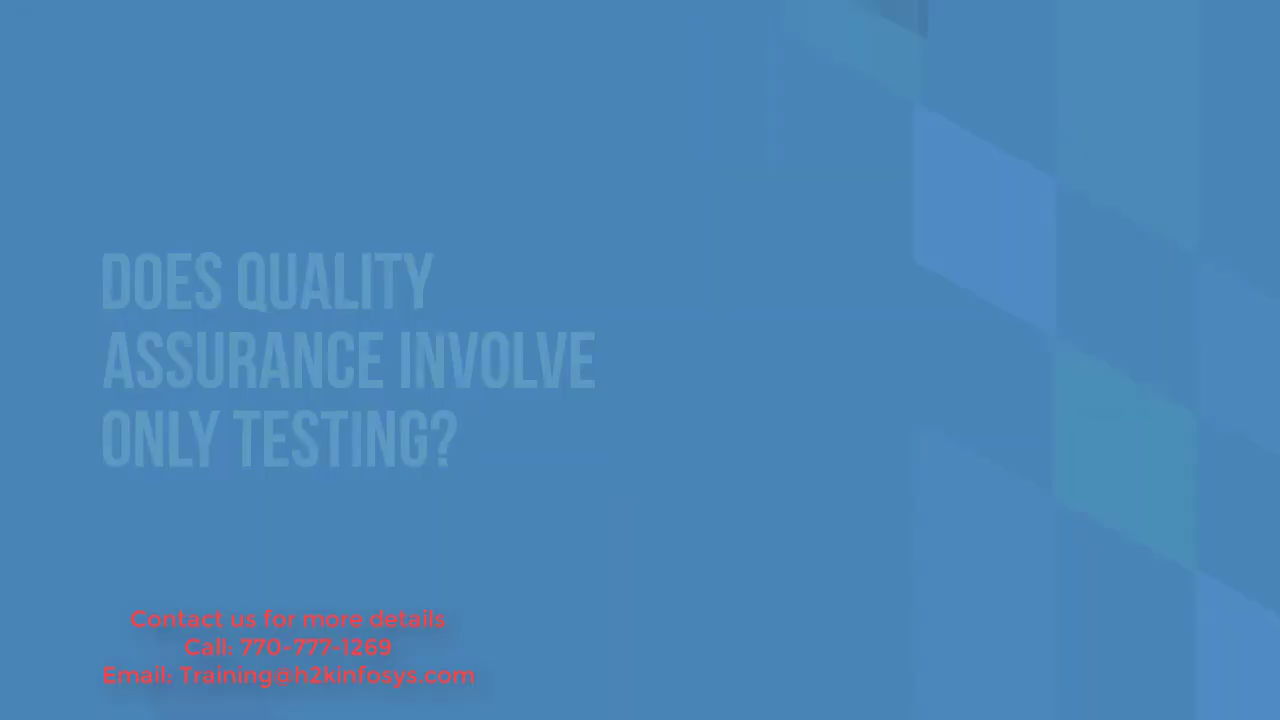 DOES QUALITY
ASSURANCE INVOLVE
ONLY TESTING?
Contact us for more details
Call: 770-777-1269
Email: Training@h2kinfosys.com